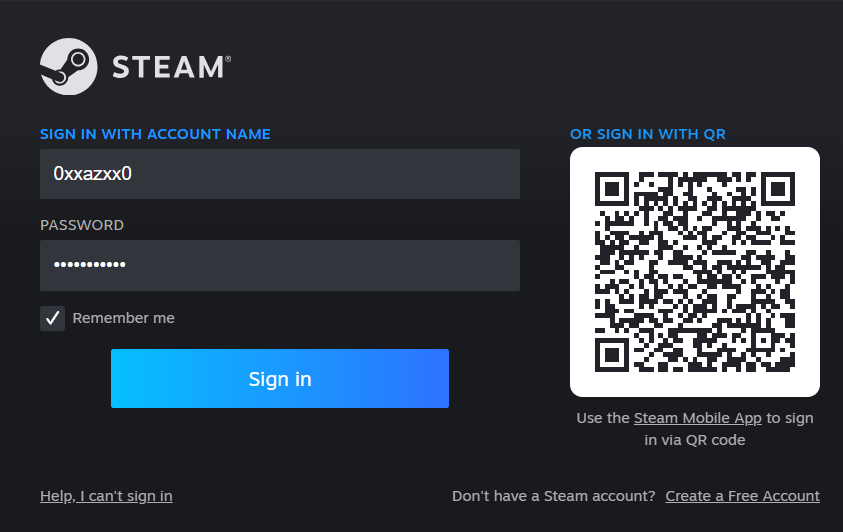 STEAM®
SIGN IN WITH ACCOUNT NAME
0xxazxx0
PASSWORD
•••••••••••
Remember me
Sign in
OR SIGN IN WITH QR
Use the Steam Mobile App to sign
in via QR code
Help, I can't sign in
Don't have a Steam account? Create a Free Account